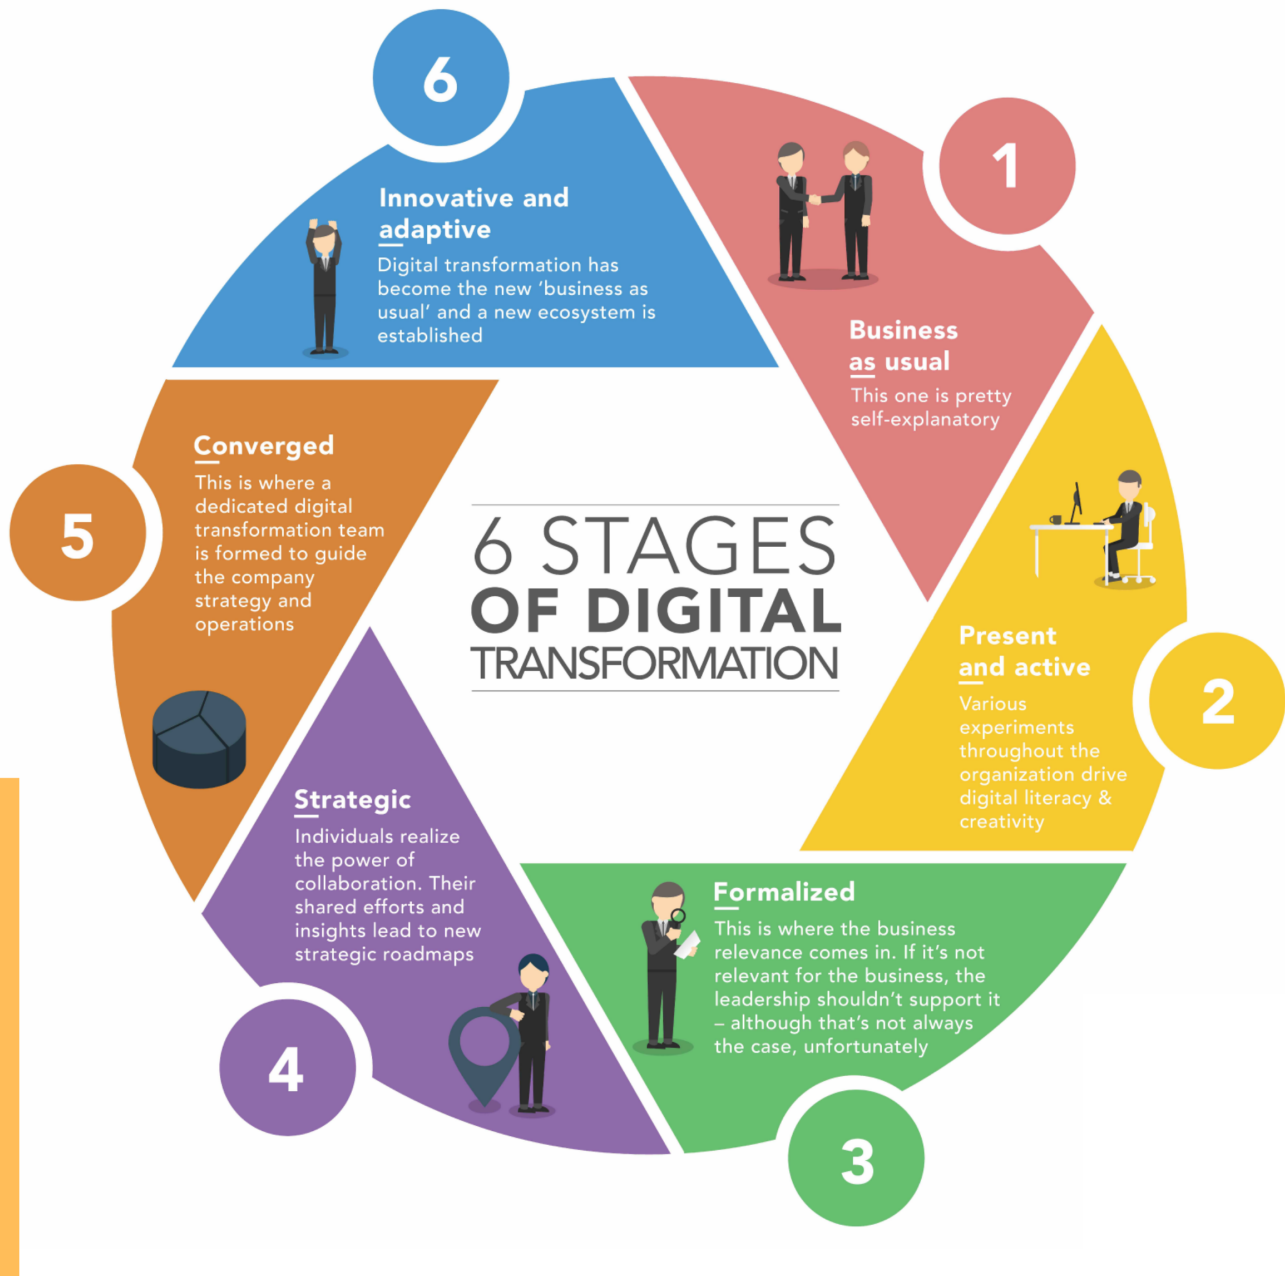 6 STAGES
OF DIGITAL
TRANSFORMATION
1
Business
as usual
This one is pretty
self-explanatory
2
Present
and active
Various
experiments
throughout the
organization drive
digital literacy &
creativity
3
Formalized
This is where the business
relevance comes in. If it's not
relevant for the business, the
leadership shouldn't support it
– although that's not always
the case, unfortunately
4
Strategic
Individuals realize
the power of
collaboration. Their
shared efforts and
insights lead to new
strategic roadmaps
5
Converged
This is where a
dedicated digital
transformation team
is formed to guide
the company
strategy and
operations
6
Innovative and
adaptive
Digital transformation has
become the new 'business as
usual' and a new ecosystem is
established